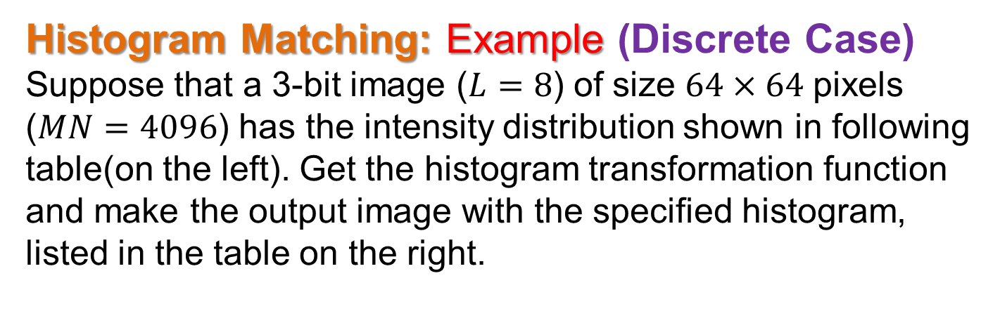 Histogram Matching: Example (Discrete Case)
Suppose that a 3-bit image (𝐿 = 8) of size 64 × 64 pixels
(𝑀𝑁 = 4096) has the intensity distribution shown in following
table(on the left). Get the histogram transformation function
and make the output image with the specified histogram,
listed in the table on the right.